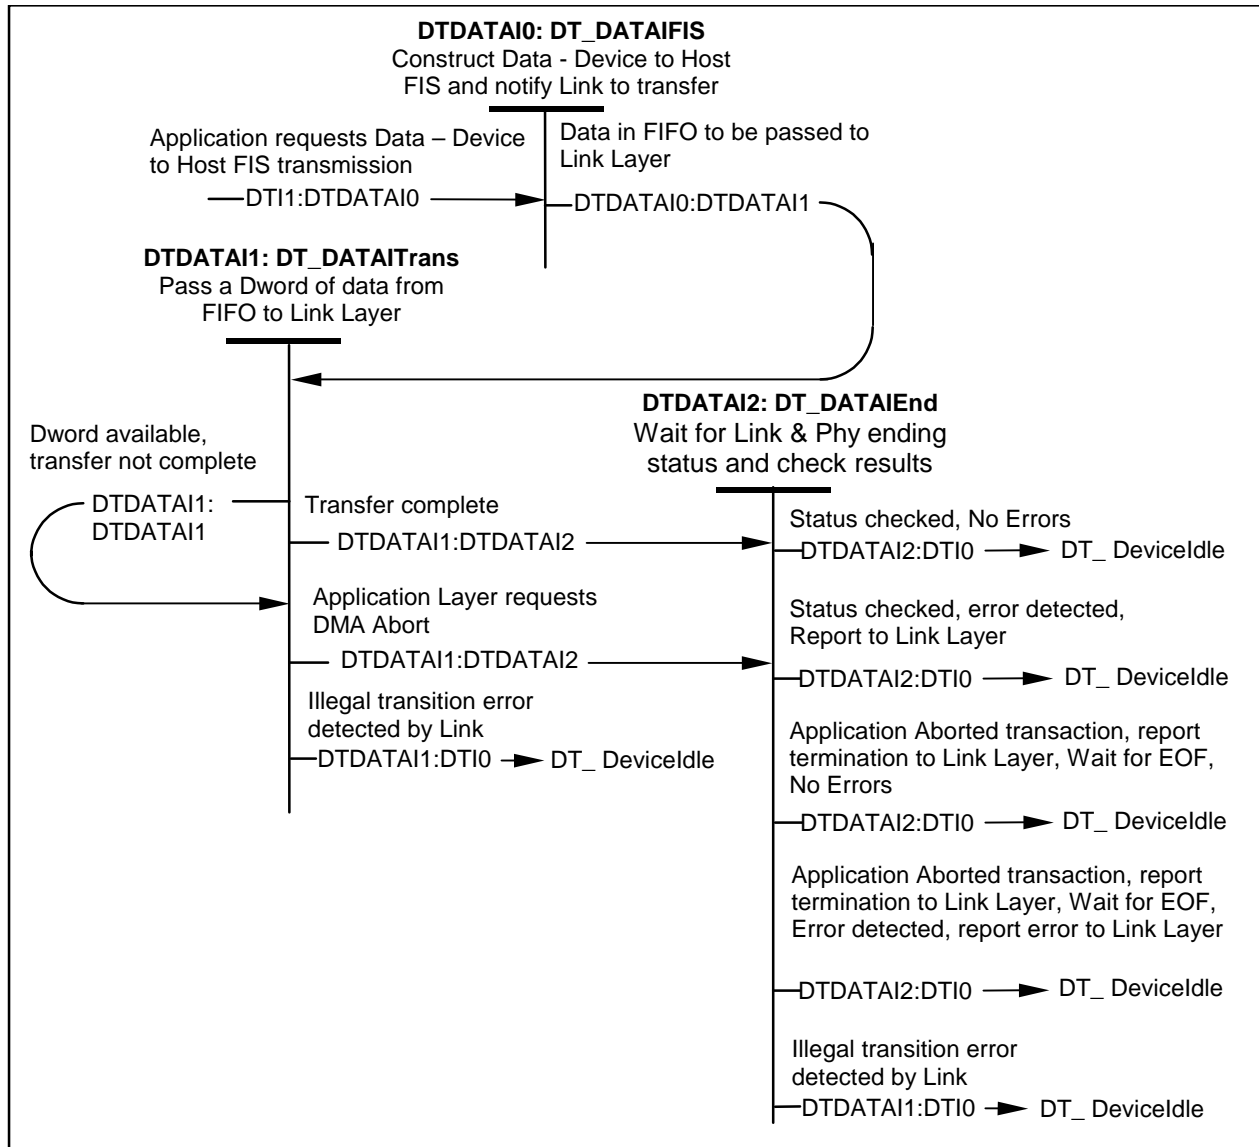 DTDATAI0: DT_DATAIFIS
Construct Data - Device to Host
FIS and notify Link to transfer
Application requests Data – Device
to Host FIS transmission
DTI1:DTDATAI0
Data in FIFO to be passed to
Link Layer
DTDATAI0:DTDATAI1
DTDATAI1: DT_DATAITrans
Pass a Dword of data from
FIFO to Link Layer
Dword available,
transfer not complete
DTDATAI1:
DTDATAI1
Transfer complete
DTDATAI1:DTDATAI2
Application Layer requests
DMA Abort
DTDATAI1:DTDATAI2
Illegal transition error
detected by Link
DTDATAI1:DTI0
DT_ DeviceIdle
DTDATAI2: DT_DATAIEnd
Wait for Link & Phy ending
status and check results
Status checked, No Errors
DTDATAI2:DTI0
DT_ DeviceIdle
Status checked, error detected,
Report to Link Layer
DTDATAI2:DTI0
DT_ DeviceIdle
Application Aborted transaction, report
termination to Link Layer, Wait for EOF,
No Errors
DTDATAI2:DTI0
DT_ DeviceIdle
Application Aborted transaction, report
termination to Link Layer, Wait for EOF,
Error detected, report error to Link Layer
DTDATAI2:DTI0
DT_ DeviceIdle
Illegal transition error
detected by Link
DTDATAI1:DTI0
DT_ DeviceIdle